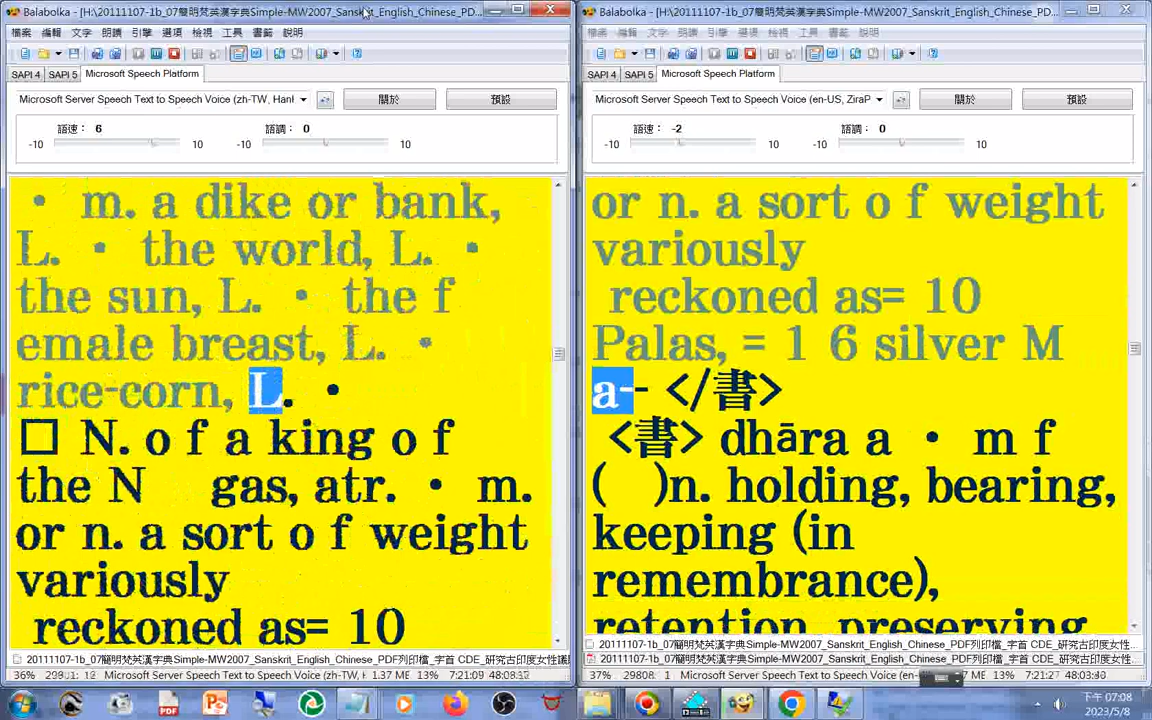 Balabolka - [H:\20111107-1b_07簡明梵英漢字典Simple-MW2007_Sanskrit_English_Chinese_PD...
檔案 編輯 文字 朗讀 引擎 選項 檢視 工具 書籤 說明
SAPI 4 SAPI 5 Microsoft Speech Platform
Microsoft Server Speech Text to Speech Voice (zh-TW, Hanl
關於 預設
語速： 6 語調： 0
-10 10 -10 10
• m. a dike or bank,
L. • the world, L. •
the sun, L. • the f
emale breast, L. •
rice-corn, L. •
□ N. o f a king o f
the N gas, atr. • m.
or n. a sort o f weight
variously
reckoned as= 10
20111107-1b_07簡明梵英漢字典Simple-MW2007_Sanskrit_English_Chinese_PDF列印檔_字首 CDE_研究古印度女性議
36% 13% 7:21:09 48:08:32
Microsoft Server Speech Text to Speech Voice (zh-TW, H 1.37 ME
Balabolka - [H:\20111107-1b_07簡明梵英漢字典Simple-MW2007_Sanskrit_English_Chinese_PD...
檔案 編輯 文字 朗讀 引擎 選項 檢視 工具 書籤 說明
SAPI 4 SAPI 5 Microsoft Speech Platform
Microsoft Server Speech Text to Speech Voice (en-US, ZiraP
關於 預設
語速： -2 語調： 0
-10 10 -10 10
or n. a sort o f weight
variously
reckoned as= 10
Palas, = 1 6 silver M
a-- </書>
<書> dhāra a • m f
( )n. holding, bearing,
keeping (in
remembrance),
retention, preserving
20111107-1b_07簡明梵英漢字典Simple-MW2007_Sanskrit_English_Chinese_PDF列印檔_字首 CDE_研究古印度女性
20111107-1b_07簡明梵英漢字典Simple-MW2007_Sanskrit_English_Chinese_PDF列印檔_字首 CDE_研究古印度女性
37% 29808: 1 Microsoft Server Speech Text to Speech Voice 13% 7:21:27
下午 07:08
2023/5/8